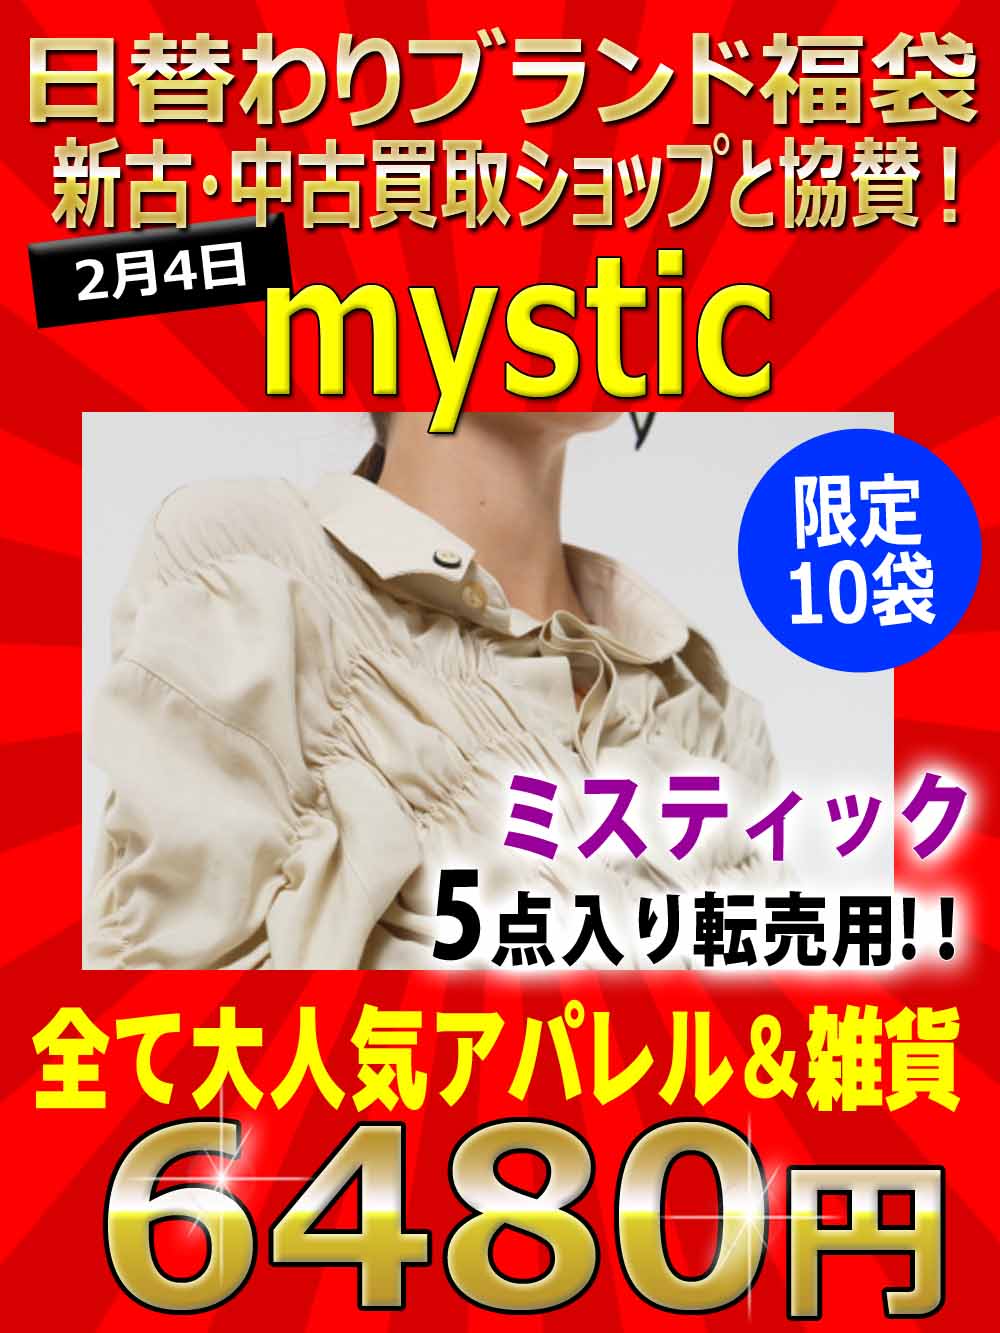 日替わりブランド福袋
新古･中古買取ショップと協賛！
2月4日
mystic
限定
10袋
ミスティック
5点入り転売用!!
全て大人気アパレル＆雑貨
6480円